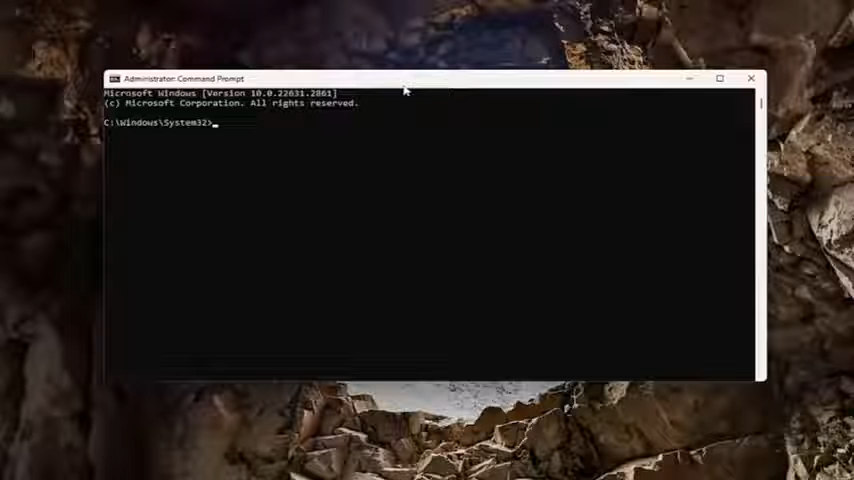 Administrator: Command Prompt
Microsoft Windows [Version 10.0.22631.2861]
(c) Microsoft Corporation. All rights reserved.
C:\Windows\System32>